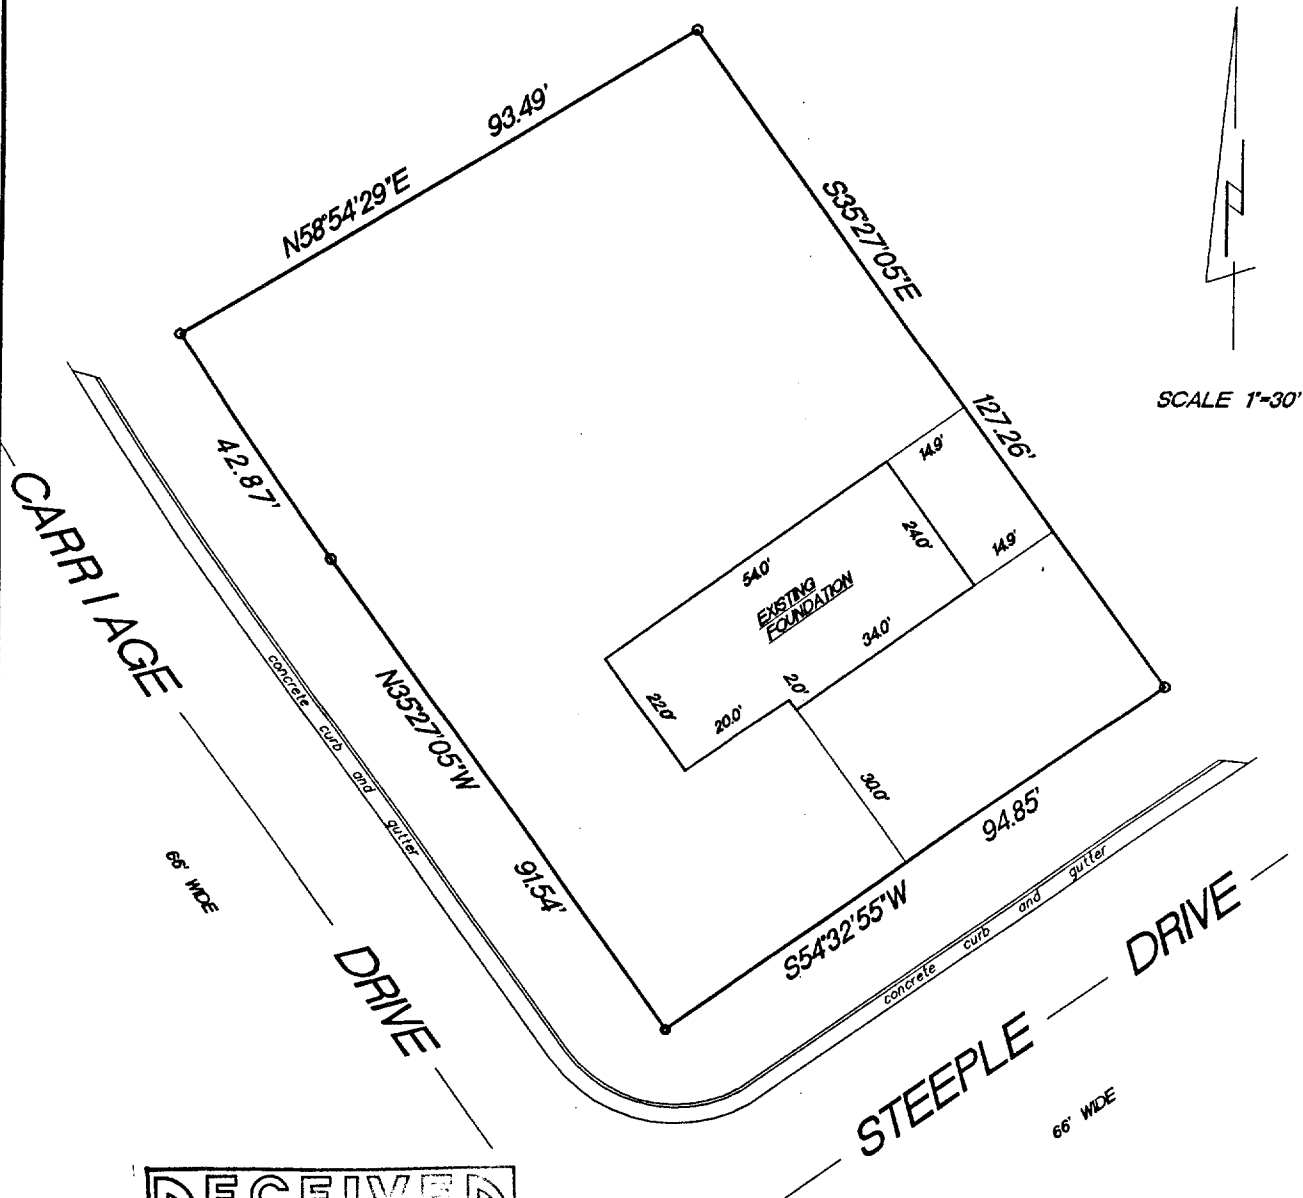 93.49'
N58°54'29"E
S35°27'05"E
127.26'
SCALE 1"=30'
42.87'
14.9'
24.0'
14.9'
54.0'
EXISTING
FOUNDATION
34.0'
2.0'
22.0'
20.0'
30.0'
CARRIAGE
DRIVE
66' WIDE
concrete curb and gutter
N35°27'05"W
91.54'
94.85'
S54°32'55"W
concrete curb and gutter
STEEPLE DRIVE
66' WIDE
RECEIVED